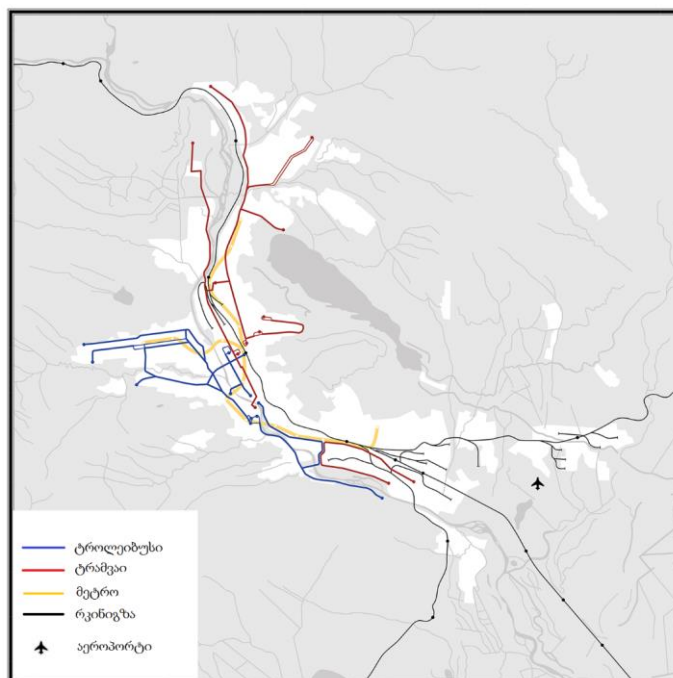 ტროლეიბუსი
ტრამვაი
მეტრო
რკინიგზა
აეროპორტი